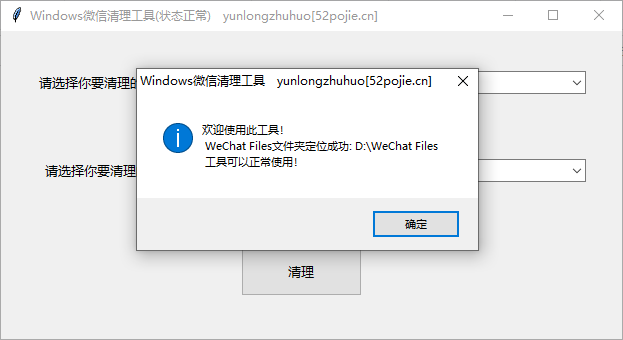 Windows微信清理工具(状态正常) yunlongzhuhuo[52pojie.cn]
请选择你要清理的
Windows微信清理工具 yunlongzhuhuo[52pojie.cn]
欢迎使用此工具!
WeChat Files文件夹定位成功: D:\WeChat Files
工具可以正常使用!
请选择你要清理
确定
清理